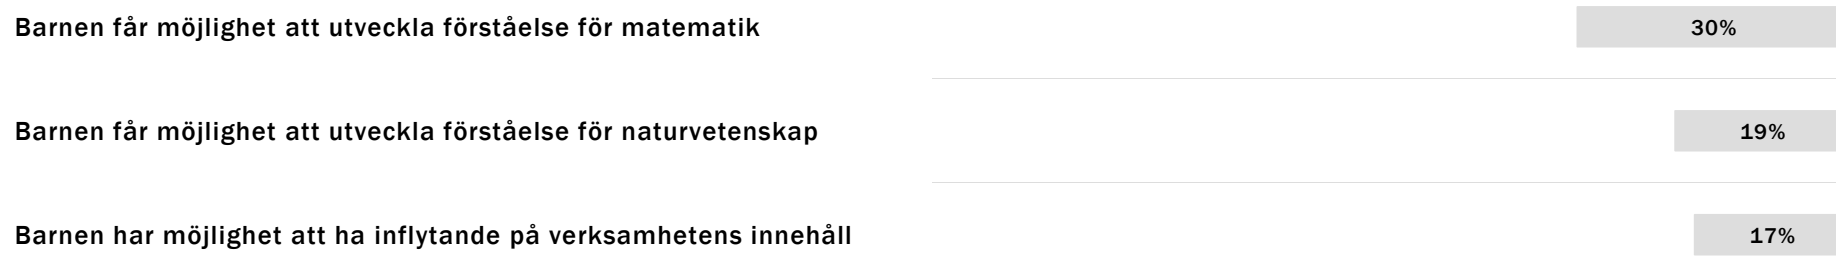 Barnen får möjlighet att utveckla förståelse för matematik 30%
Barnen får möjlighet att utveckla förståelse för naturvetenskap 19%
Barnen har möjlighet att ha inflytande på verksamhetens innehåll 17%